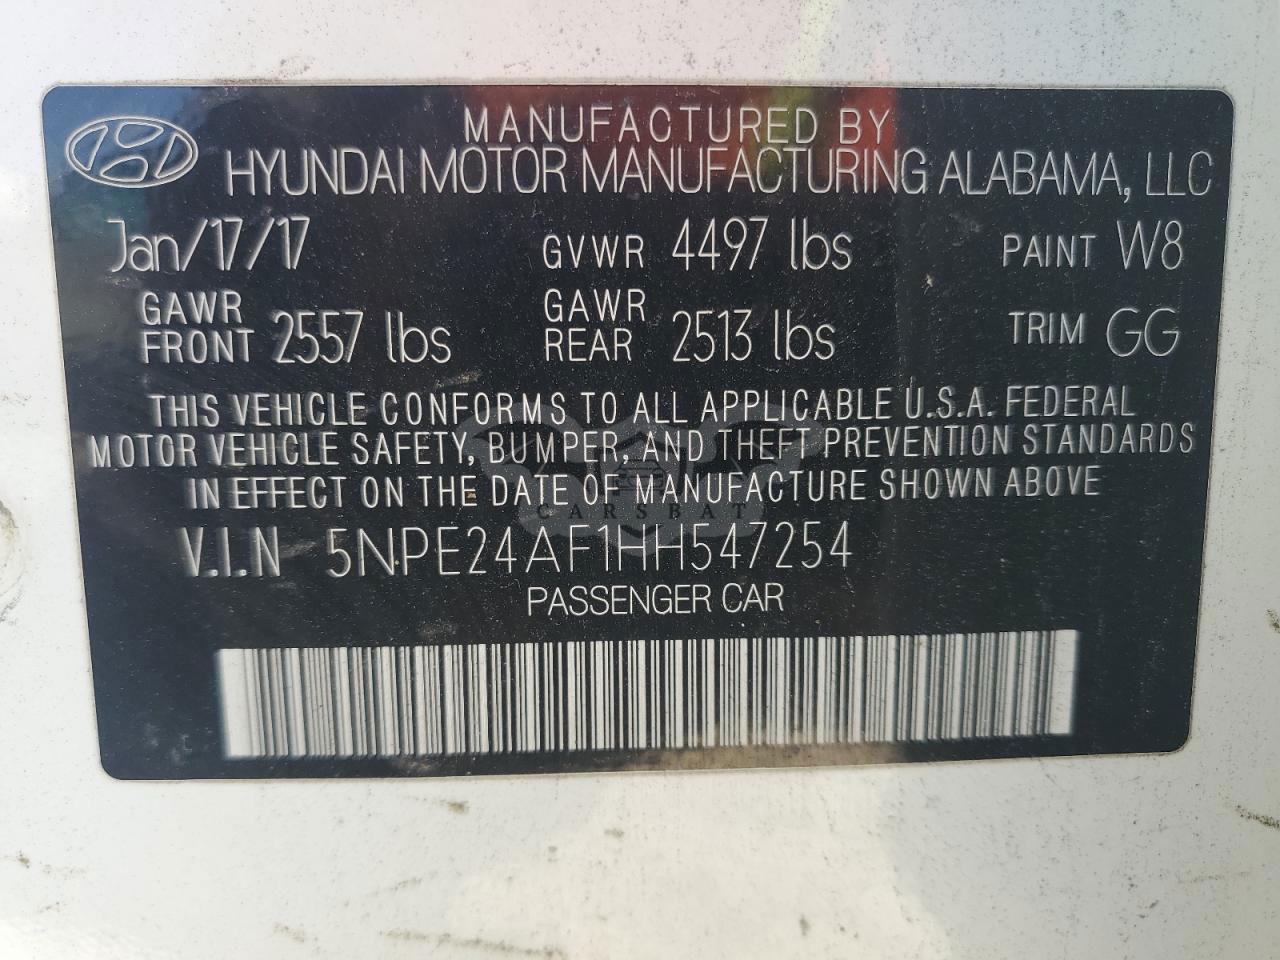 MANUFACTURED BY
HYUNDAI MOTOR MANUFACTURING ALABAMA, LLC
Jan/17/17 GVWR 4497 lbs PAINT W8
GAWR FRONT 2557 lbs GAWR REAR 2513 lbs TRIM GG
THIS VEHICLE CONFORMS TO ALL APPLICABLE U.S.A. FEDERAL
MOTOR VEHICLE SAFETY, BUMPER, AND THEFT PREVENTION STANDARDS
IN EFFECT ON THE DATE OF MANUFACTURE SHOWN ABOVE
CARSBAT
V.I.N 5NPE24AF1HH547254
PASSENGER CAR